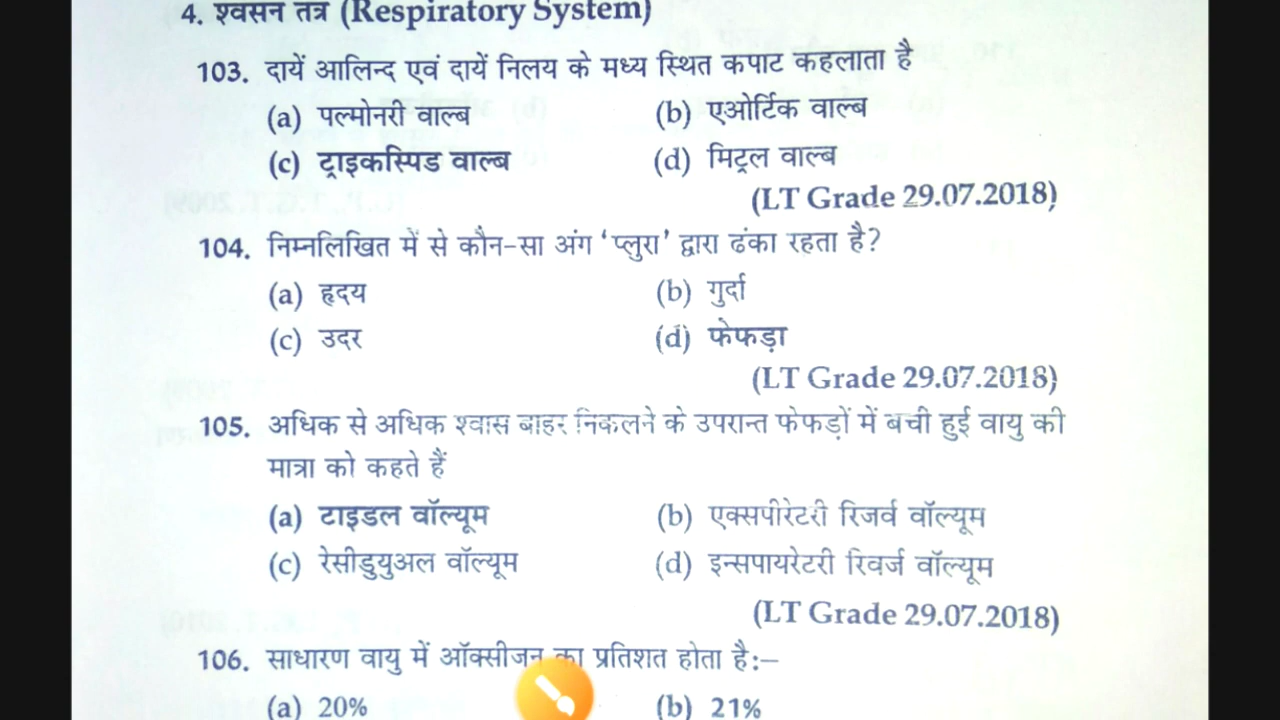 4. श्वसन तंत्र (Respiratory System)
103. दायें आलिन्द एवं दायें निलय के मध्य स्थित कपाट कहलाता है
(a) पल्मोनरी वाल्ब (b) एओर्टिक वाल्ब
(c) ट्राइकस्पिड वाल्ब (d) मिट्रल वाल्ब
(LT Grade 29.07.2018)
104. निम्नलिखित में से कौन-सा अंग 'प्लुरा' द्वारा ढंका रहता है?
(a) हृदय (b) गुर्दा
(c) उदर (d) फेफड़ा
(LT Grade 29.07.2018)
105. अधिक से अधिक श्वास बाहर निकलने के उपरान्त फेफड़ों में बची हुई वायु की
मात्रा को कहते हैं
(a) टाइडल वॉल्यूम (b) एक्सपीरेटरी रिजर्व वॉल्यूम
(c) रेसीडुयुअल वॉल्यूम (d) इन्सपायरेटरी रिवर्ज वॉल्यूम
(LT Grade 29.07.2018)
106. साधारण वायु में ऑक्सीजन का प्रतिशत होता है:–
(a) 20% (b) 21%